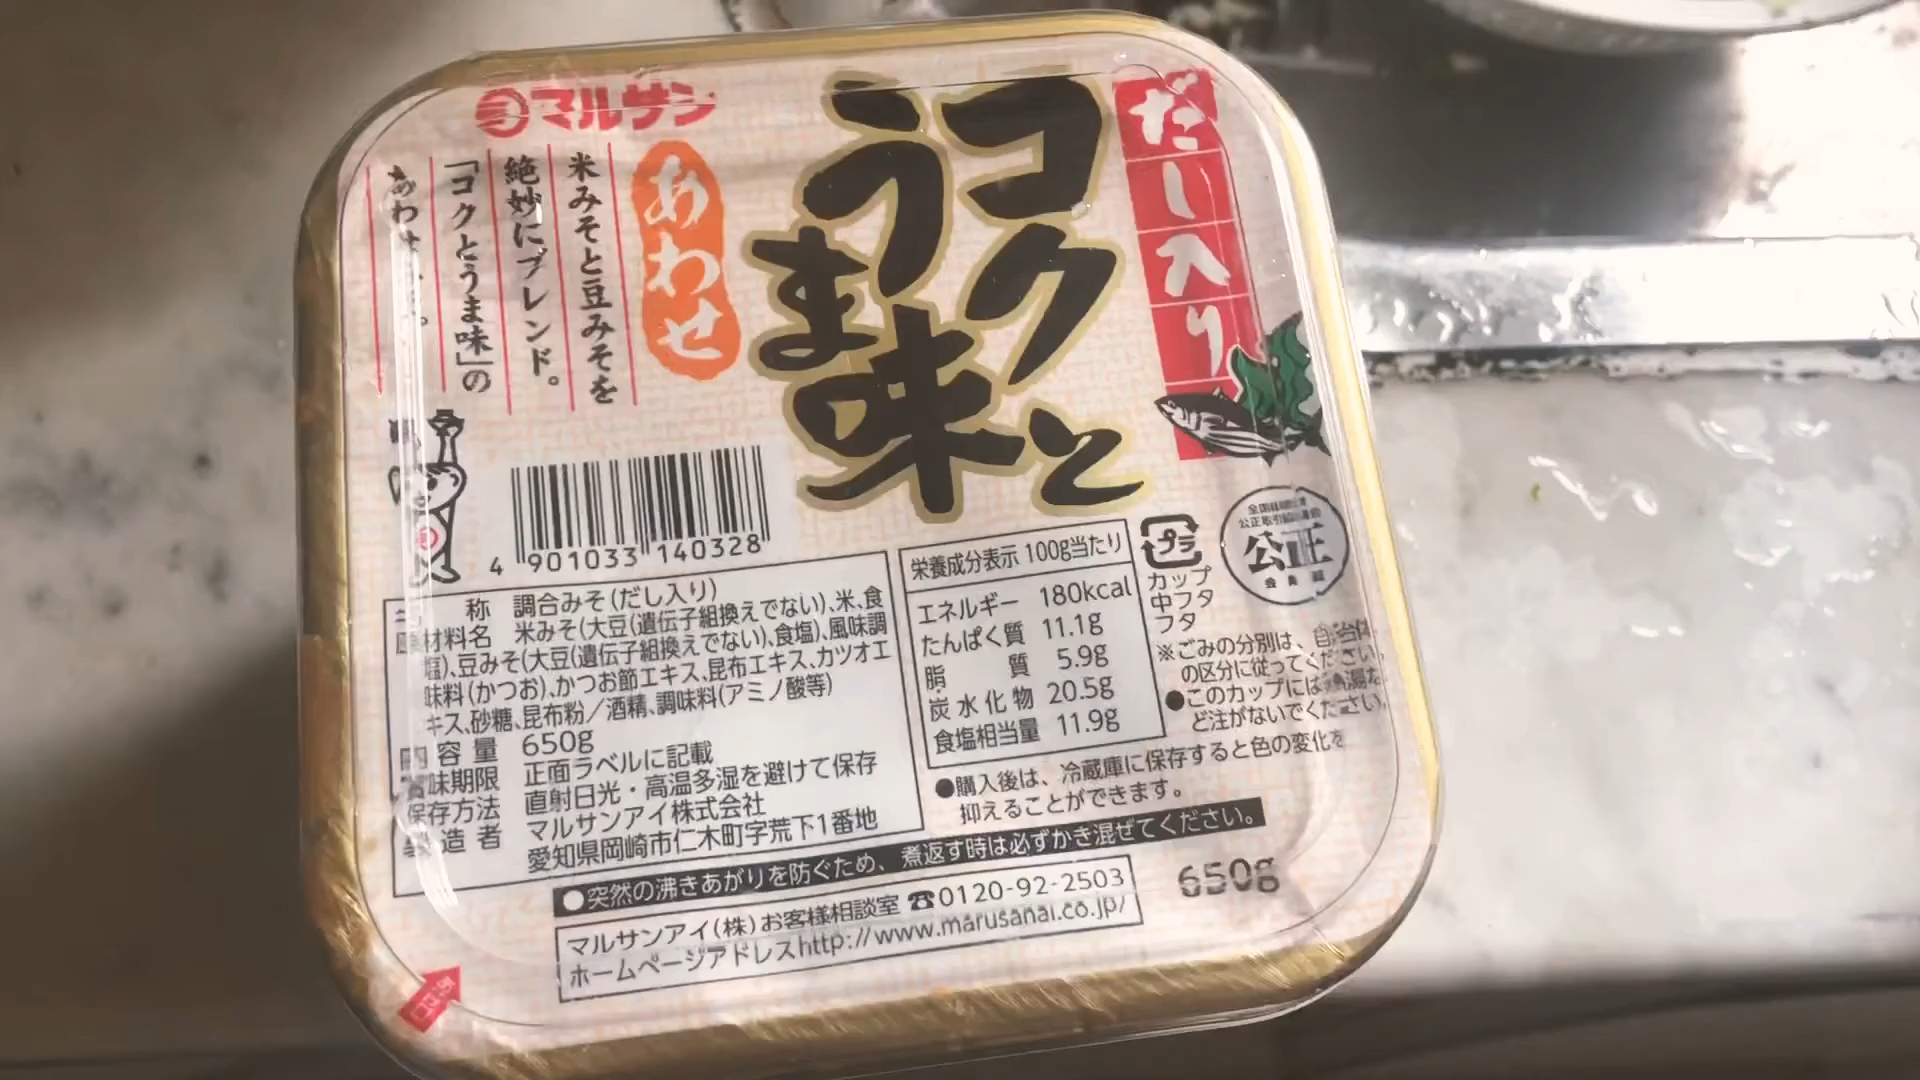 マルサン
だし入り
コクと
うま味
あわせ
米みそと豆みそを
絶妙にブレンド。
「コクとうま味」の
4 901033 140328
称 調合みそ(だし入り)
材料名 米みそ(大豆(遺伝子組換えでない)、米、食
塩)、豆みそ(大豆(遺伝子組換えでない)、食塩)、風味調
味料(かつお)、かつお節エキス、昆布エキス、カツオエ
キス、砂糖、昆布粉/酒精、調味料(アミノ酸等)
容量 650g
味期限 正面ラベルに記載
保存方法 直射日光・高温多湿を避けて保存
造者 マルサンアイ株式会社
愛知県岡崎市仁木町字荒下1番地
栄養成分表示 100g当たり
エネルギー 180kcal
たんぱく質 11.1g
脂質 5.9g
炭水化物 20.5g
食塩相当量 11.9g
プラ
カップ
中フタ
フタ
公正
※ごみの分別は、自治体
の区分に従ってください。
●このカップには熱湯な
ど注がないでください。
●購入後は、冷蔵庫に保存すると色の変化を
抑えることができます。
●突然の沸きあがりを防ぐため、煮返す時は必ずかき混ぜてください。
マルサンアイ(株)お客様相談室 ☎0120-92-2503
ホームページアドレスhttp://www.marusanai.co.jp/
650g